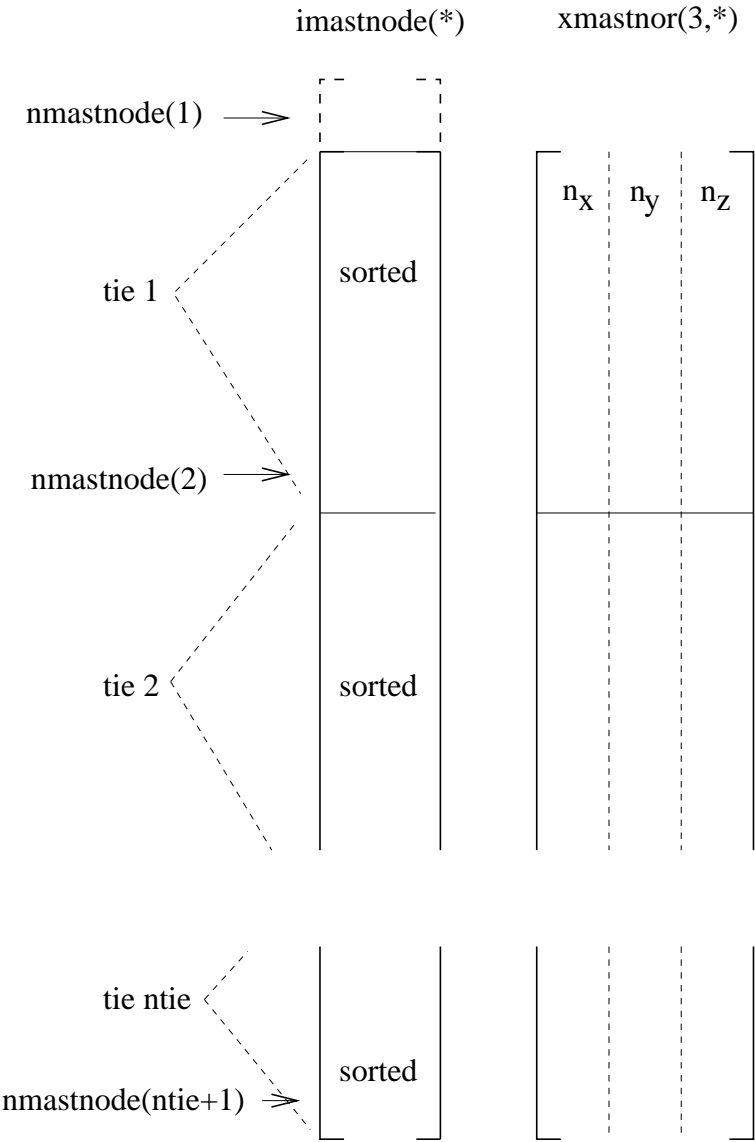 imastnode(*) xmastnor(3,*)
nmastnode(1)
n_x n_y n_z
sorted
tie 1
nmastnode(2)
tie 2 sorted
tie ntie
sorted
nmastnode(ntie+1)